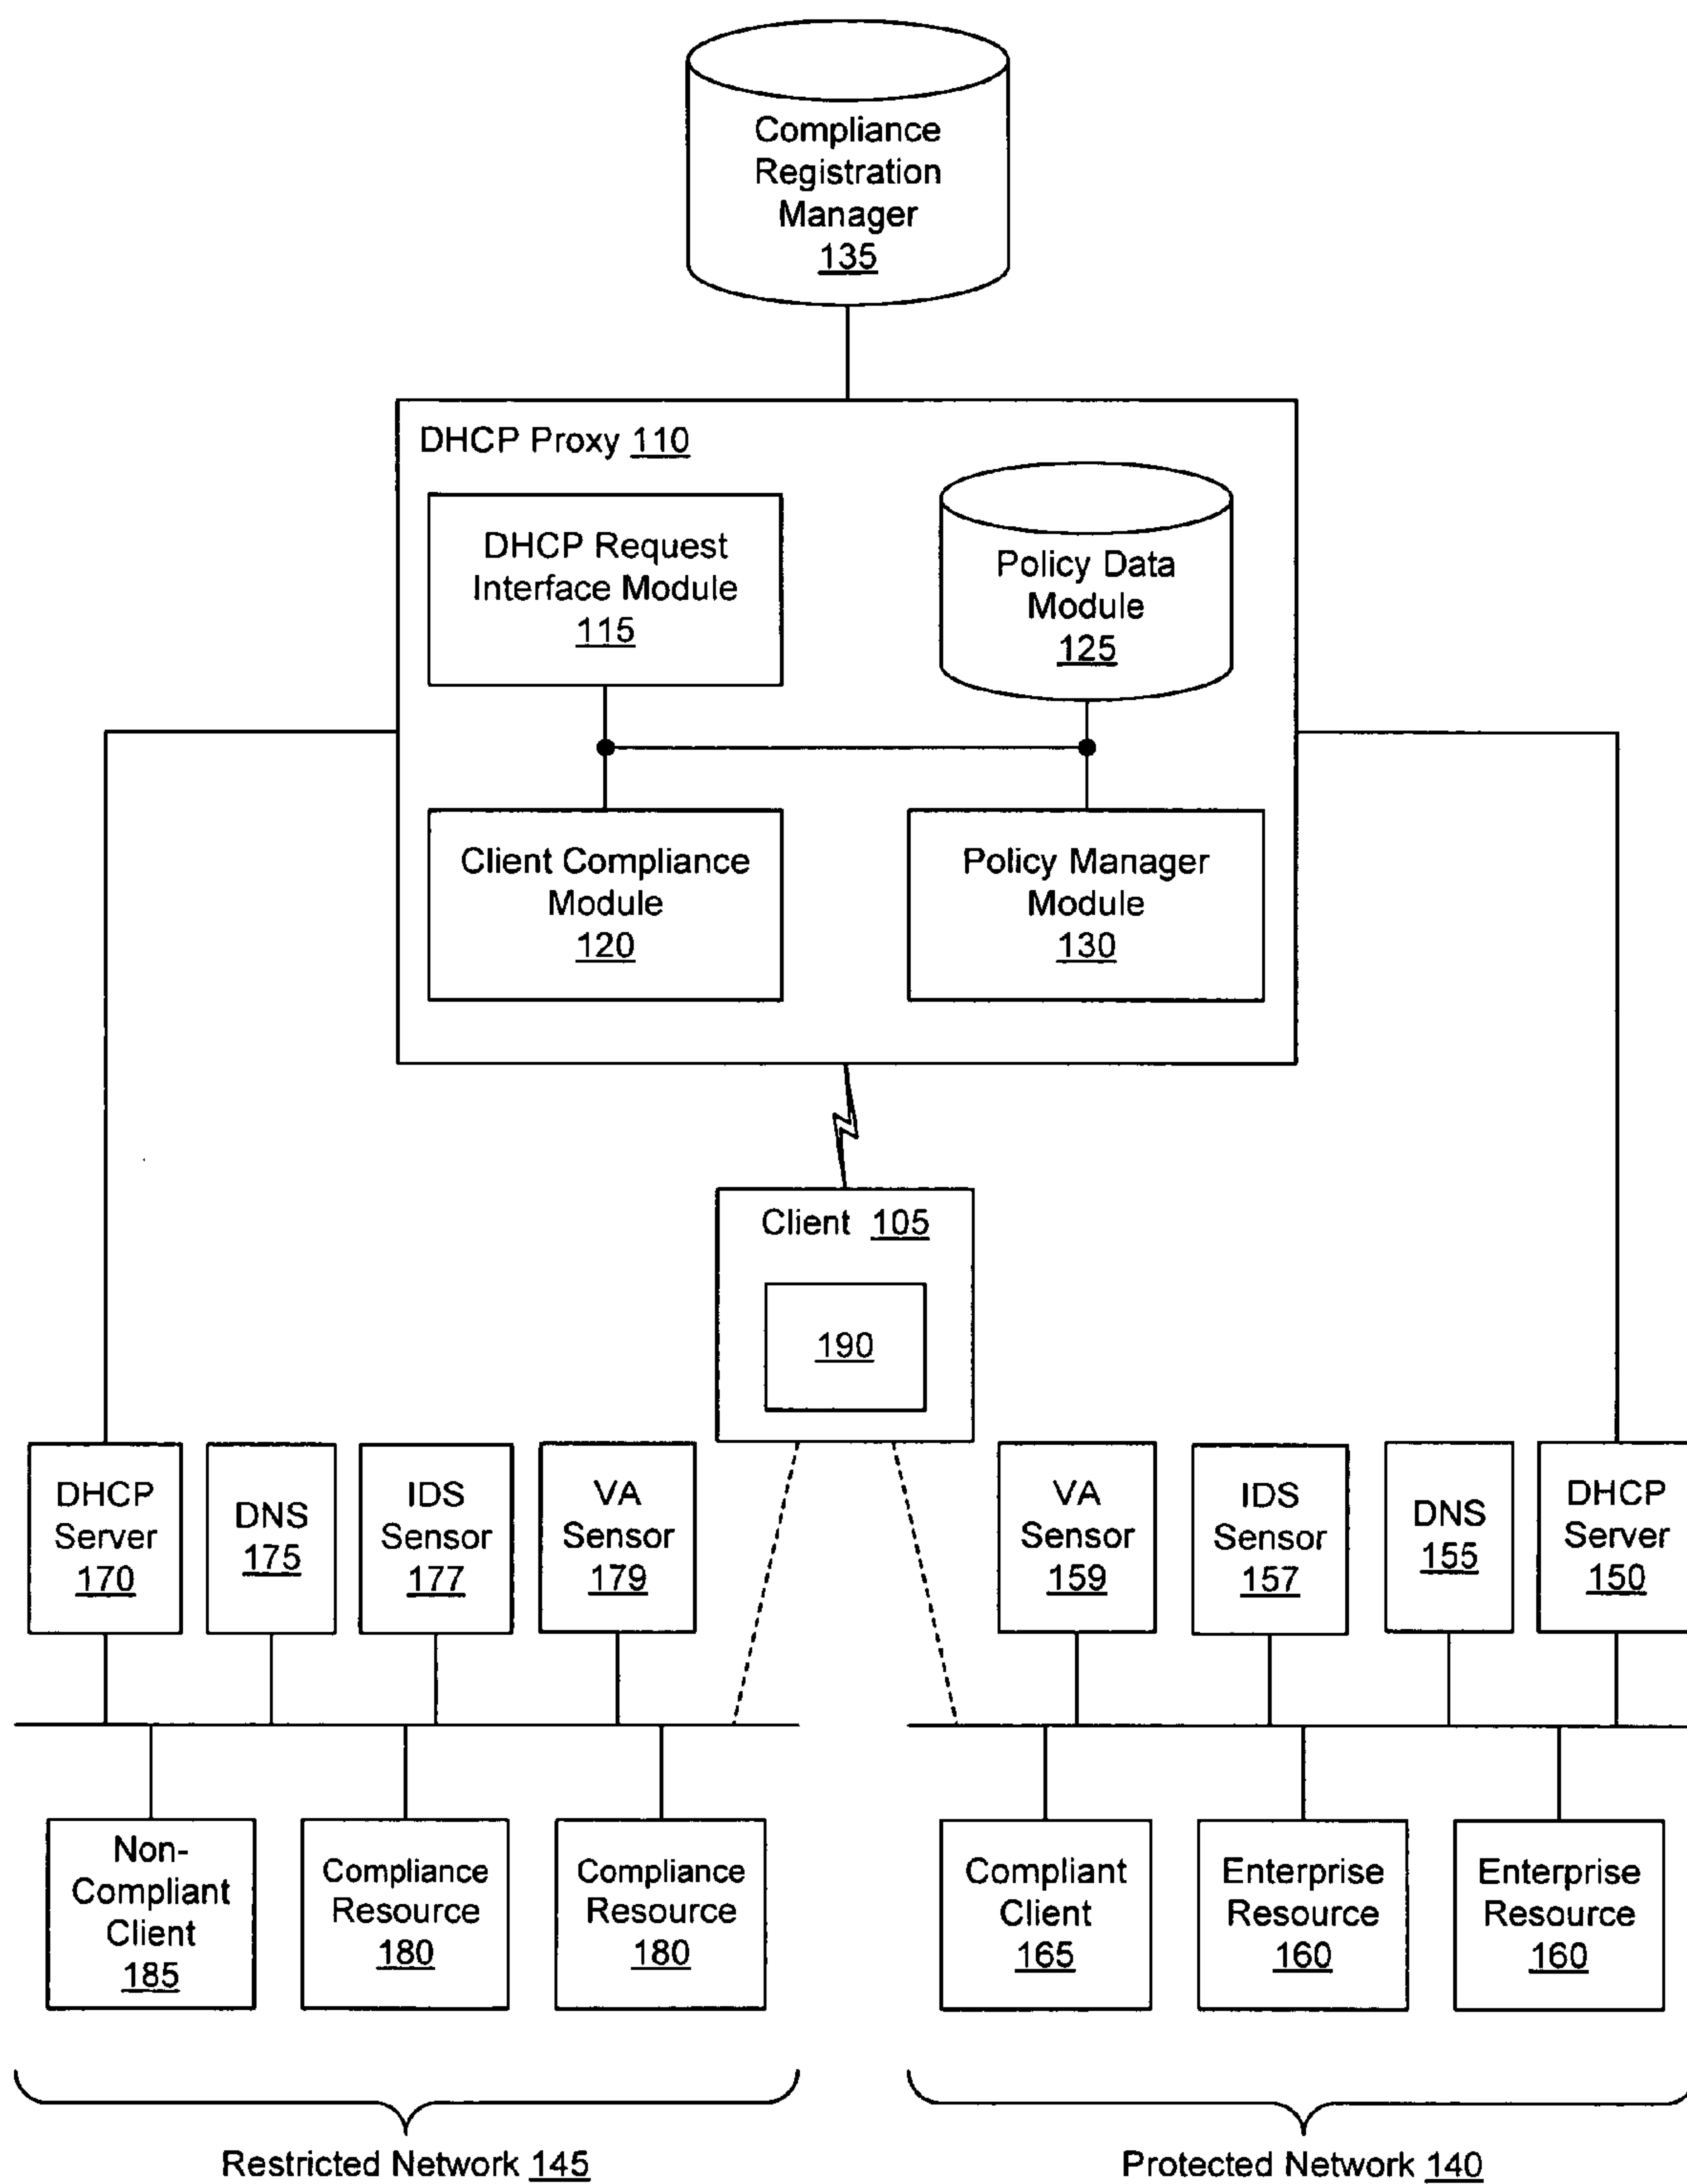 Compliance
Registration
Manager
135
DHCP Proxy 110
DHCP Request
Interface Module
115
Policy Data
Module
125
Client Compliance
Module
120
Policy Manager
Module
130
Client 105
190
DHCP
Server
170
DNS
175
IDS
Sensor
177
VA
Sensor
179
VA
Sensor
159
IDS
Sensor
157
DNS
155
DHCP
Server
150
Non-
Compliant
Client
185
Compliance
Resource
180
Compliance
Resource
180
Compliant
Client
165
Enterprise
Resource
160
Enterprise
Resource
160
Restricted Network 145
Protected Network 140